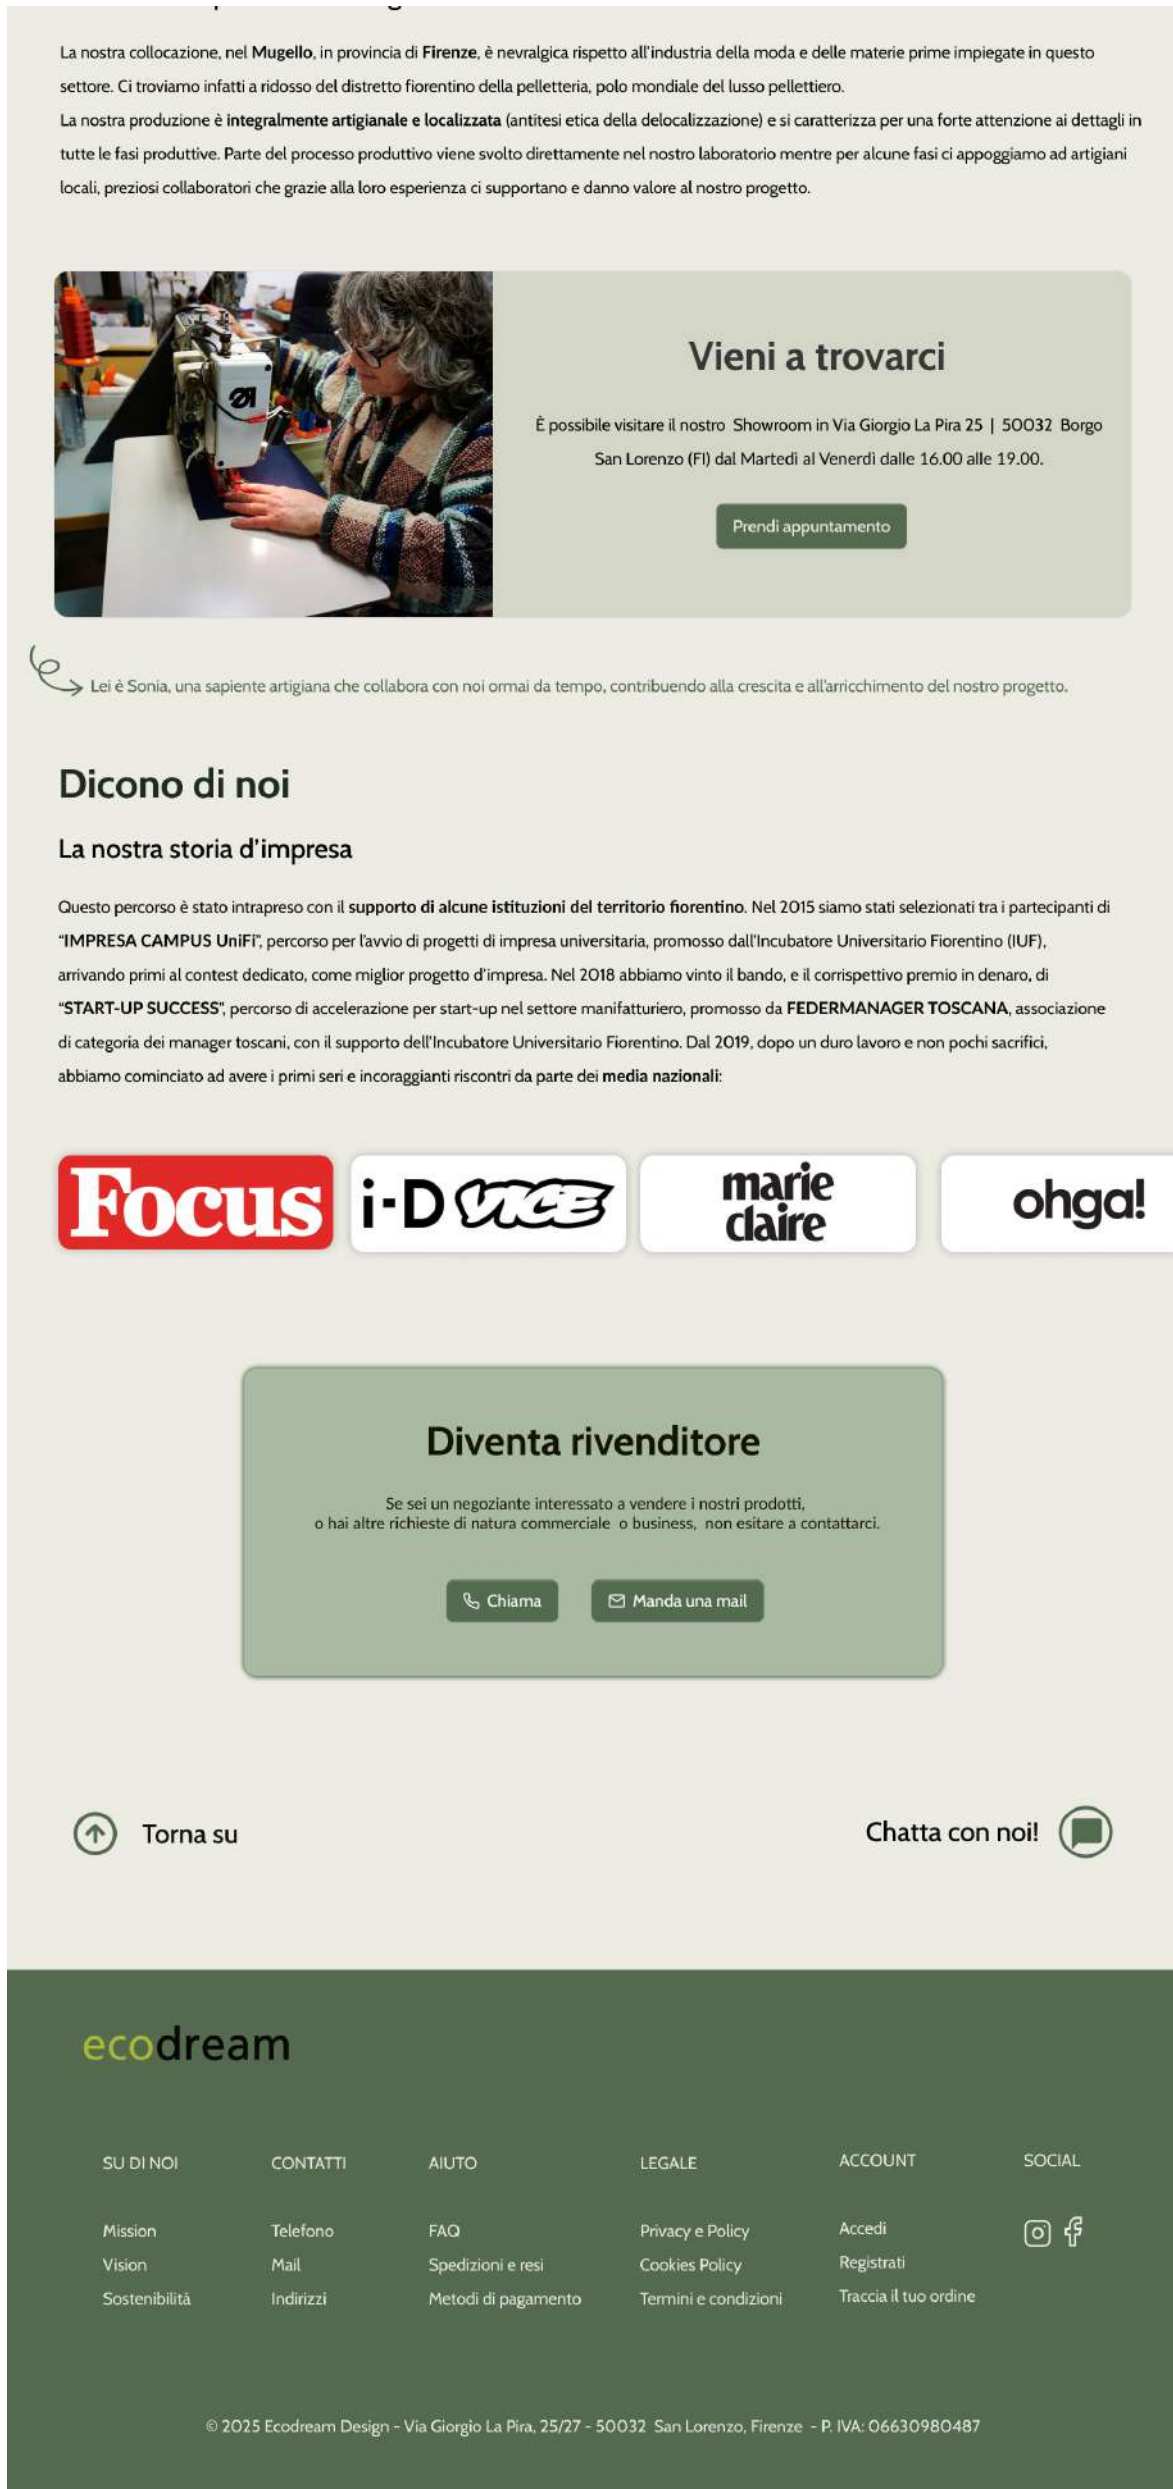 La nostra collocazione, nel Mugello, in provincia di Firenze, è nevralgica rispetto all'industria della moda e delle materie prime impiegate in questo
settore. Ci troviamo infatti a ridosso del distretto fiorentino della pelletteria, polo mondiale del lusso pellettiero.
La nostra produzione è integralmente artigianale e localizzata (antitesi etica della delocalizzazione) e si caratterizza per una forte attenzione ai dettagli in
tutte le fasi produttive. Parte del processo produttivo viene svolto direttamente nel nostro laboratorio mentre per alcune fasi ci appoggiamo ad artigiani
locali, preziosi collaboratori che grazie alla loro esperienza ci supportano e danno valore al nostro progetto.
Vieni a trovarci
È possibile visitare il nostro Showroom in Via Giorgio La Pira 25 | 50032 Borgo
San Lorenzo (FI) dal Martedì al Venerdì dalle 16.00 alle 19.00.
Prendi appuntamento
Lei è Sonia, una sapiente artigiana che collabora con noi ormai da tempo, contribuendo alla crescita e all'arricchimento del nostro progetto.
Dicono di noi
La nostra storia d'impresa
Questo percorso è stato intrapreso con il supporto di alcune istituzioni del territorio fiorentino. Nel 2015 siamo stati selezionati tra i partecipanti di
“IMPRESA CAMPUS UniFi”, percorso per l'avvio di progetti di impresa universitaria, promosso dall'Incubatore Universitario Fiorentino (IUF),
arrivando primi al contest dedicato, come miglior progetto d'impresa. Nel 2018 abbiamo vinto il bando, e il corrispettivo premio in denaro, di
“START-UP SUCCESS”, percorso di accelerazione per start-up nel settore manifatturiero, promosso da FEDERMANAGER TOSCANA, associazione
di categoria dei manager toscani, con il supporto dell'Incubatore Universitario Fiorentino. Dal 2019, dopo un duro lavoro e non pochi sacrifici,
abbiamo cominciato ad avere i primi seri e incoraggianti riscontri da parte dei media nazionali:
Focus
i-D VICE
marie
claire
ohga!
Diventa rivenditore
Se sei un negoziante interessato a vendere i nostri prodotti,
o hai altre richieste di natura commerciale o business, non esitare a contattarci.
Chiama
Manda una mail
Torna su
Chatta con noi!
ecodream
SU DI NOI
Mission
Vision
Sostenibilità
CONTATTI
Telefono
Mail
Indirizzi
AIUTO
FAQ
Spedizioni e resi
Metodi di pagamento
LEGALE
Privacy e Policy
Cookies Policy
Termini e condizioni
ACCOUNT
Accedi
Registrati
Traccia il tuo ordine
SOCIAL
© 2025 Ecodream Design - Via Giorgio La Pira, 25/27 - 50032 San Lorenzo, Firenze - P. IVA: 06630980487